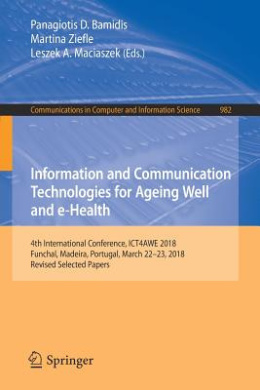 Panagiotis D. Bamidis
Martina Ziefle
Leszek A. Maciaszek (Eds.)
Communications in Computer and Information Science 982
Information and Communication
Technologies for Ageing Well
and e-Health
4th International Conference, ICT4AWE 2018
Funchal, Madeira, Portugal, March 22–23, 2018
Revised Selected Papers
Springer